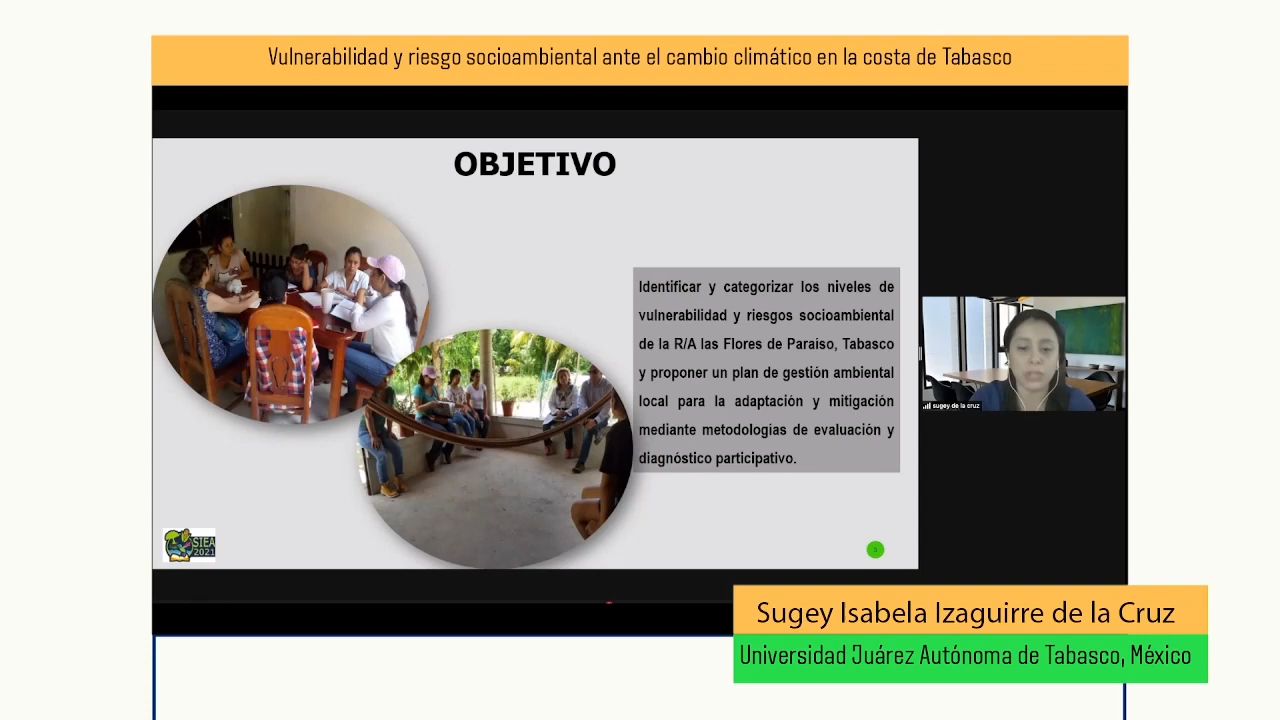 Vulnerabilidad y riesgo socioambiental ante el cambio climático en la costa de Tabasco
OBJETIVO
Identificar y categorizar los niveles de
vulnerabilidad y riesgos socioambiental
de la R/A las Flores de Paraíso, Tabasco
y proponer un plan de gestión ambiental
local para la adaptación y mitigación
mediante metodologías de evaluación y
diagnóstico participativo.
sugey de la cruz
SIEA
2021
Sugey Isabela Izaguirre de la Cruz
Universidad Juárez Autónoma de Tabasco, México